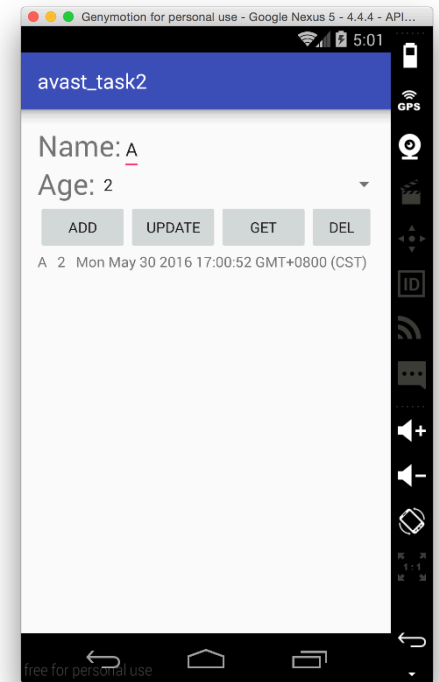 Genymotion for personal use - Google Nexus 5 - 4.4.4 - API...
5:01
avast_task2
GPS
Name: A
Age: 2
ADD UPDATE GET DEL
A 2 Mon May 30 2016 17:00:52 GMT+0800 (CST)
ID
1:1
free for personal use